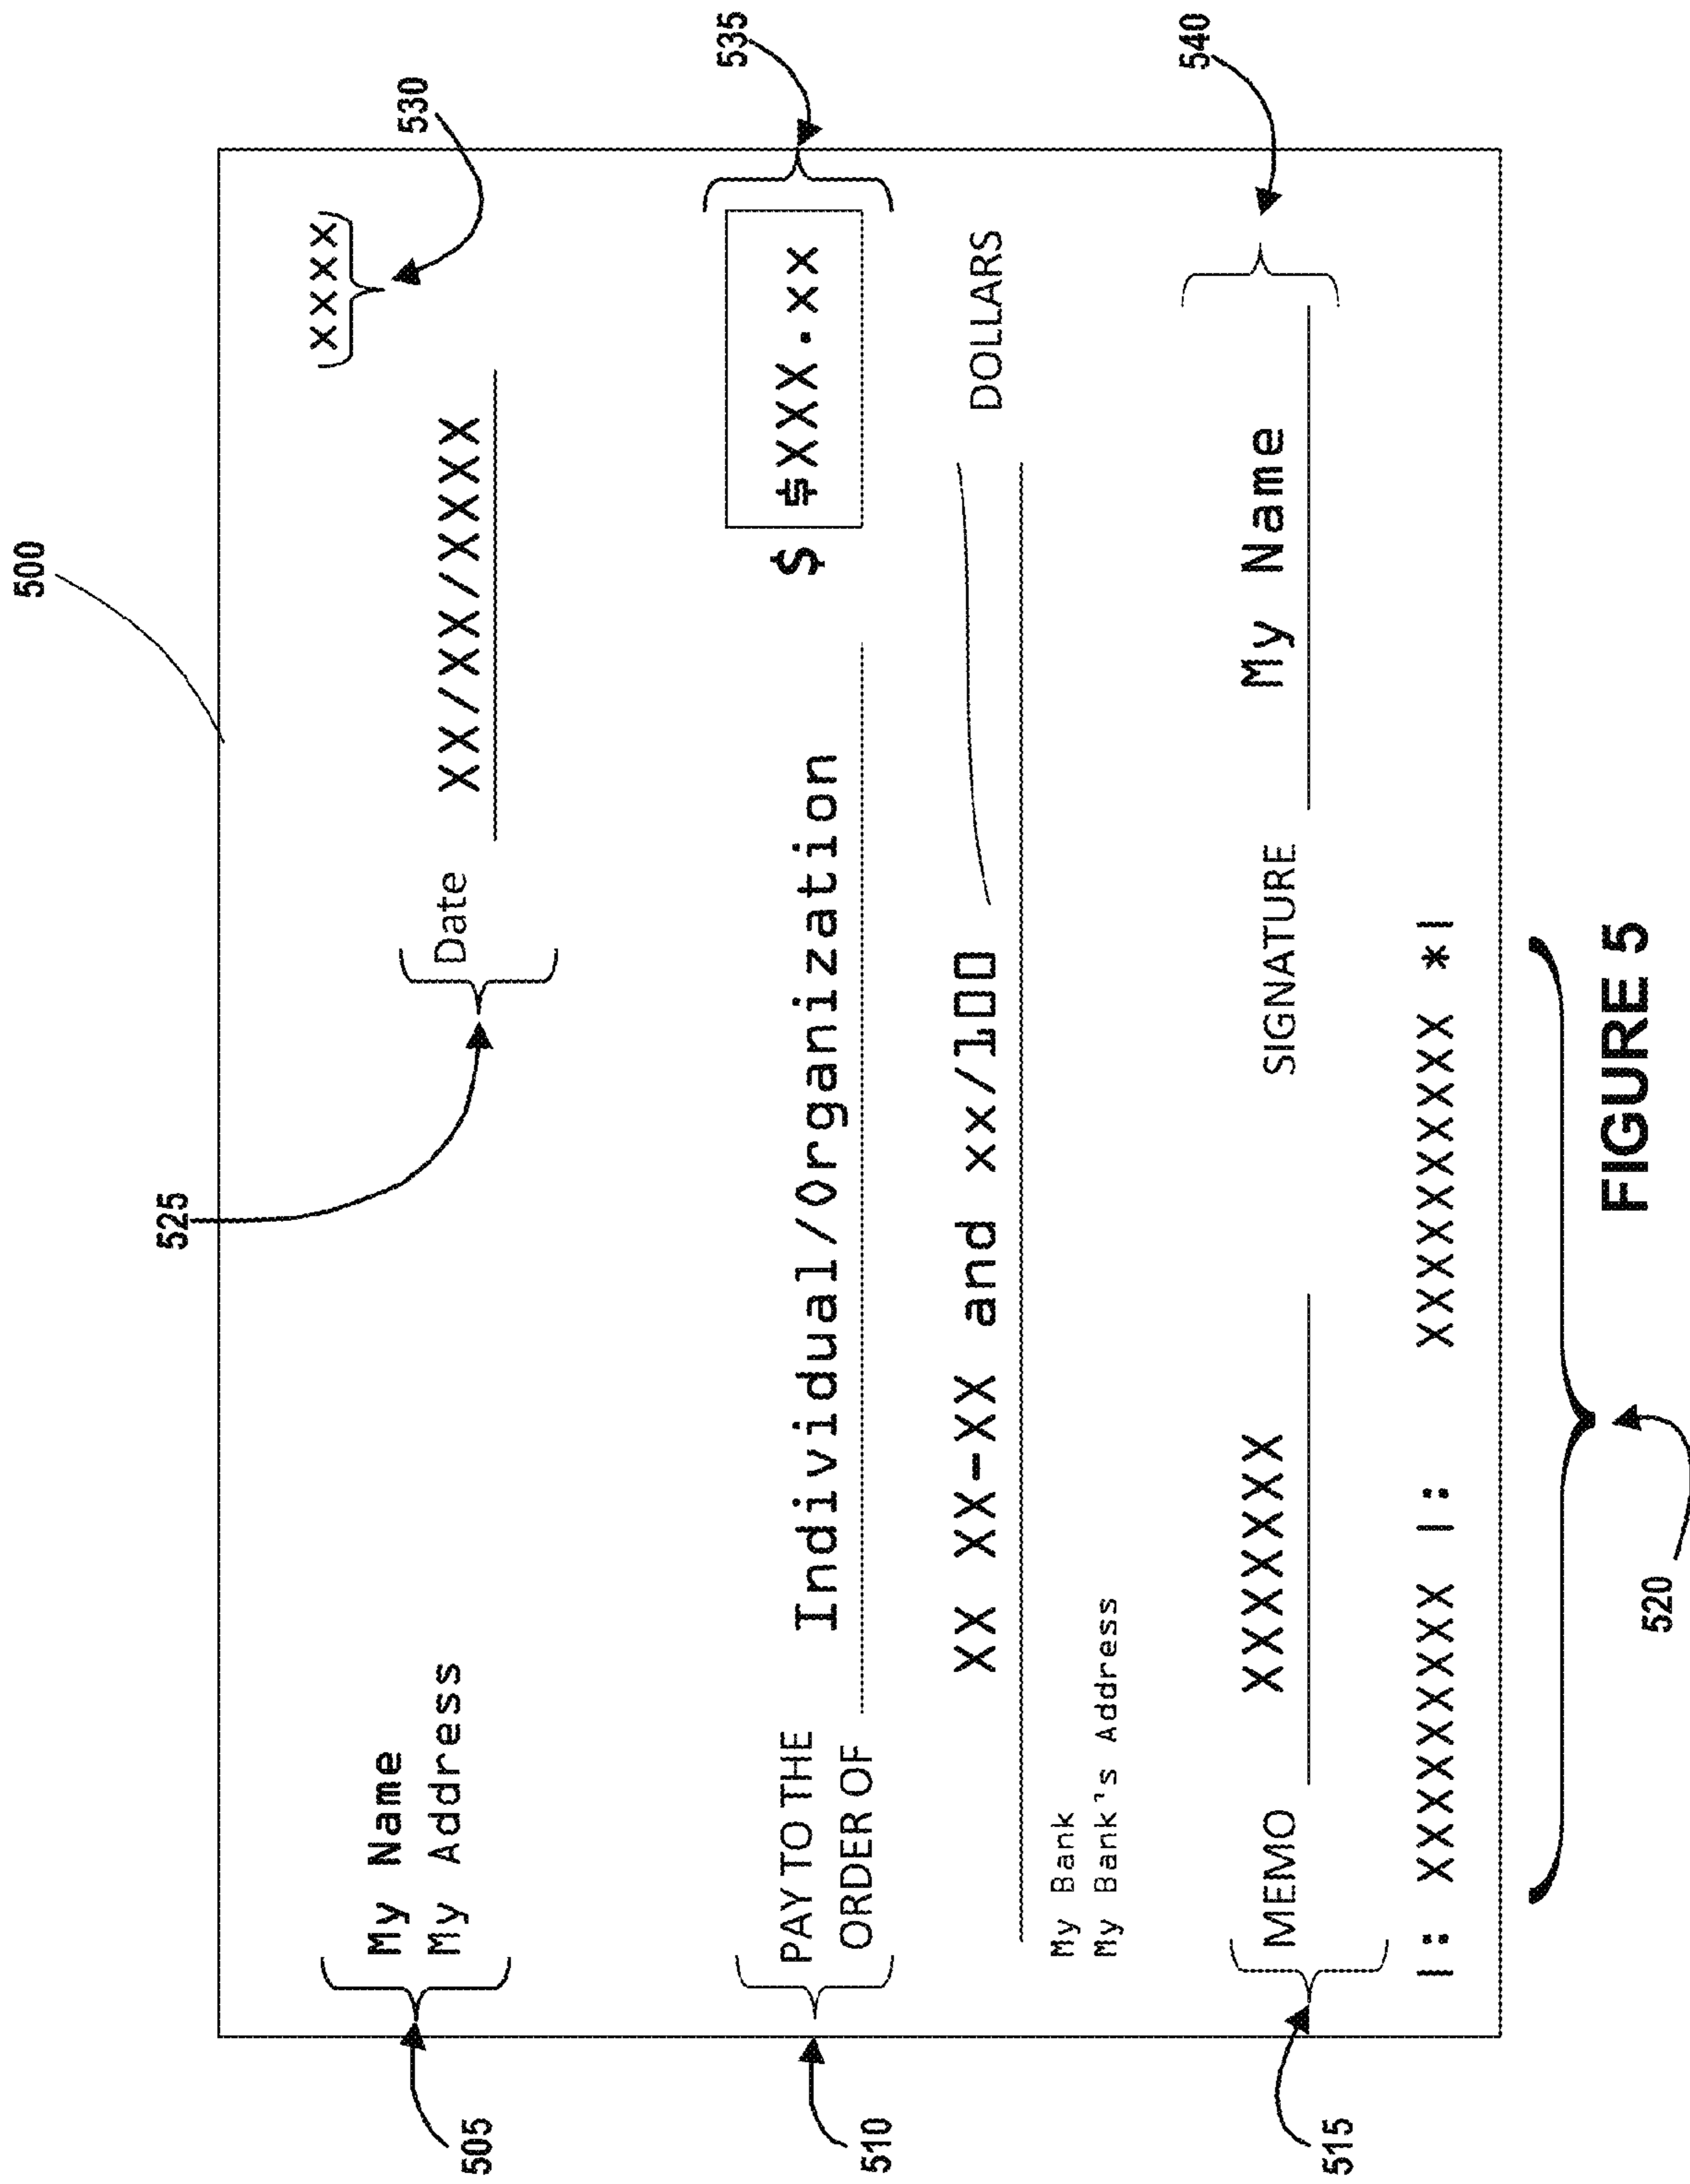 500
530
XXXX
My Name
My Address
505
525
Date XX/XX/XXXX
535
PAY TO THE
ORDER OF
Individual/Organization
$ $XXX.XX
510
XX XX-XX and xx/100
DOLLARS
My Bank
My Bank's Address
540
MEMO XXXXXXX
SIGNATURE My Name
515
|: XXXXXXXXX |: XXXXXXXXXX *|
520
FIGURE 5